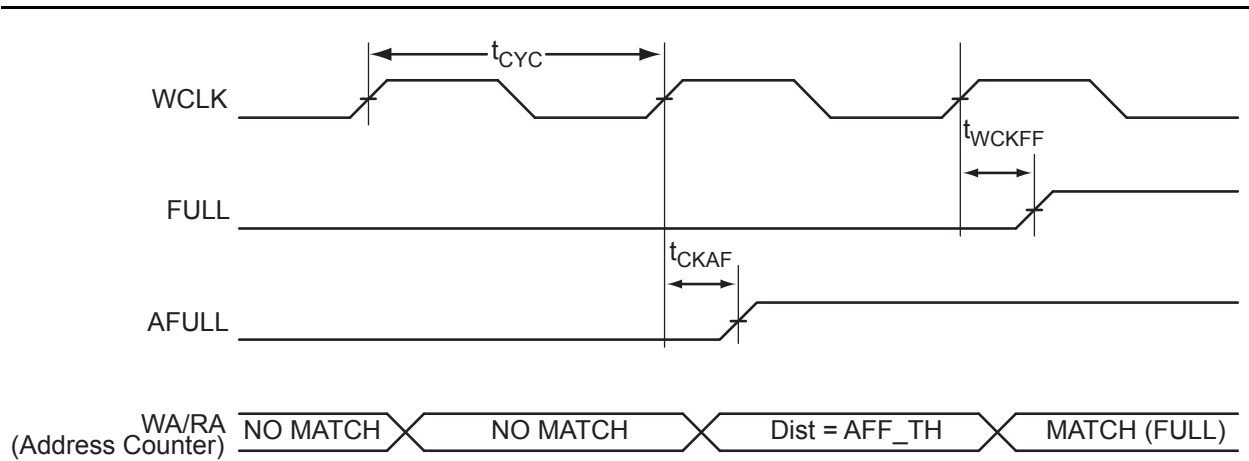 tCYC
WCLK
tWCKFF
FULL
tCKAF
AFULL
WA/RA
(Address Counter)
NO MATCH
NO MATCH
Dist = AFF_TH
MATCH (FULL)